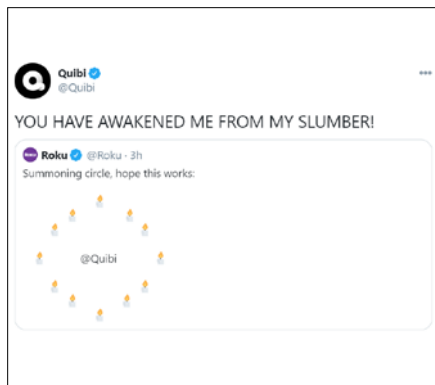 Quibi
@Quibi
YOU HAVE AWAKENED ME FROM MY SLUMBER!
Roku @Roku · 3h
Summoning circle, hope this works:
@Quibi